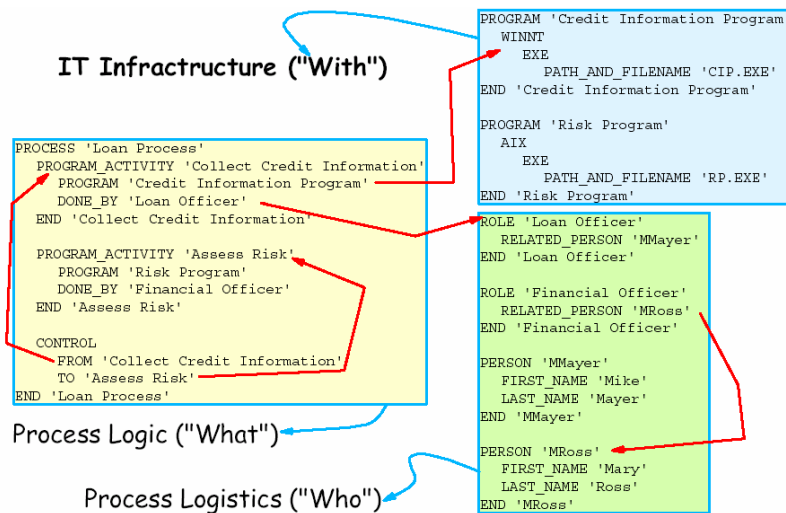 IT Infractructure ("With")
PROGRAM 'Credit Information Program
WINNT
EXE
PATH_AND_FILENAME 'CIP.EXE'
END 'Credit Information Program'
PROGRAM 'Risk Program'
AIX
EXE
PATH_AND_FILENAME 'RP.EXE'
END 'Risk Program'
PROCESS 'Loan Process'
PROGRAM_ACTIVITY 'Collect Credit Information'
PROGRAM 'Credit Information Program'
DONE_BY 'Loan Officer'
END 'Collect Credit Information'
PROGRAM_ACTIVITY 'Assess Risk'
PROGRAM 'Risk Program'
DONE_BY 'Financial Officer'
END 'Assess Risk'
CONTROL
FROM 'Collect Credit Information'
TO 'Assess Risk'
END 'Loan Process'
Process Logic ("What")
ROLE 'Loan Officer'
RELATED_PERSON 'MMayer'
END 'Loan Officer'
ROLE 'Financial Officer'
RELATED_PERSON 'MRoss'
END 'Financial Officer'
PERSON 'MMayer'
FIRST_NAME 'Mike'
LAST_NAME 'Mayer'
END 'MMayer'
PERSON 'MRoss'
FIRST_NAME 'Mary'
LAST_NAME 'Ross'
END 'MRoss'
Process Logistics ("Who")